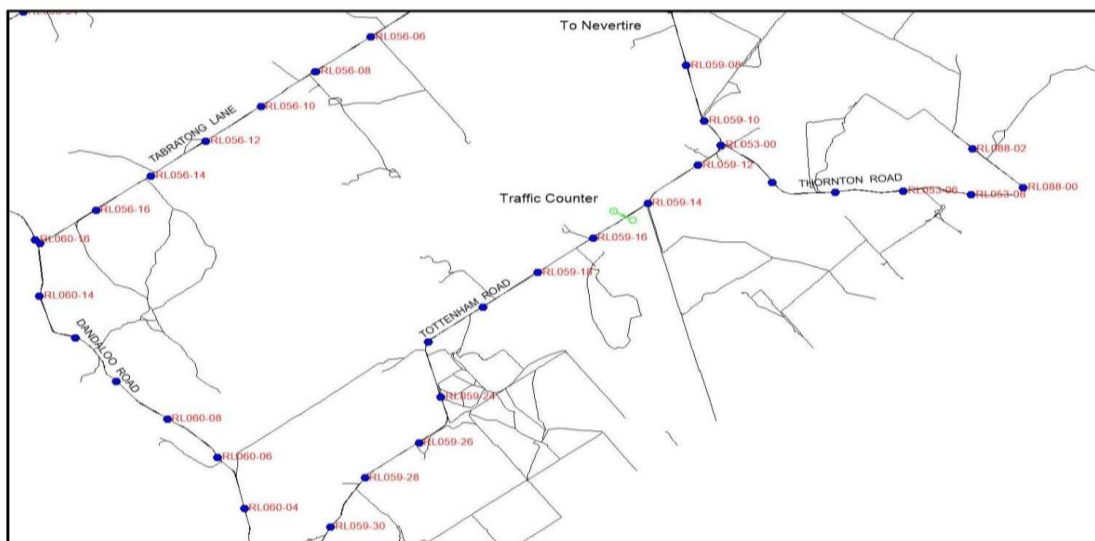 RL056-06
To Nevertire
RL056-08
RL059-08
RL056-10
TABRATONG LANE
RL059-10
RL056-12
RL053-00
RL088-02
RL059-12
RL056-14
THORNTON ROAD
RL088-00
RL053-06
RL053-08
Traffic Counter
RL059-14
RL056-16
RL060-16
RL059-16
RL059-18
RL060-14
TOTTENHAM ROAD
DANDALOO ROAD
RL059-24
RL060-08
RL059-26
RL060-06
RL059-28
RL060-04
RL059-30